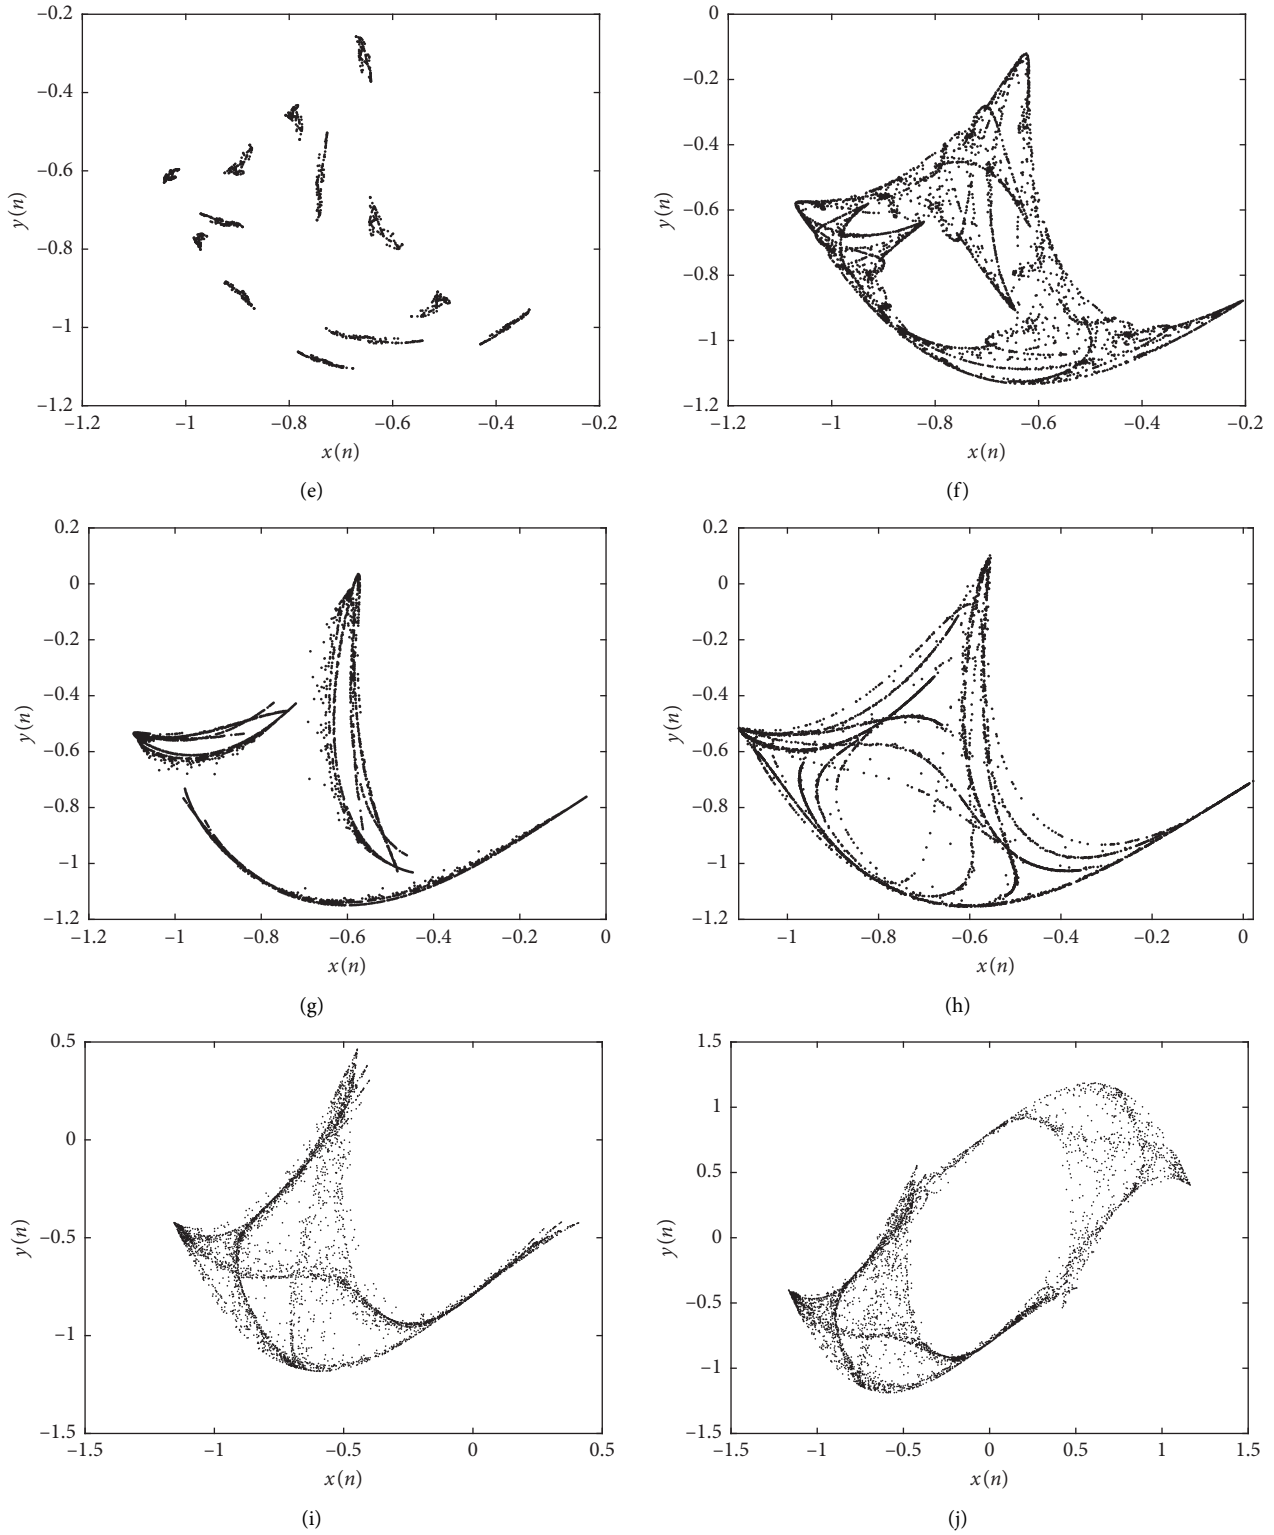 –0.2
–0.4
–0.6
–0.8
–1
–1.2
y(n)
–1.2 –1 –0.8 –0.6 –0.4 –0.2
x(n)
(e)
0
–0.2
–0.4
–0.6
–0.8
–1
–1.2
y(n)
–1.2 –1 –0.8 –0.6 –0.4 –0.2
x(n)
(f)
0.2
0
–0.2
–0.4
–0.6
–0.8
–1
–1.2
y(n)
–1.2 –1 –0.8 –0.6 –0.4 –0.2 0
x(n)
(g)
0.2
0
–0.2
–0.4
–0.6
–0.8
–1
–1.2
y(n)
–1 –0.8 –0.6 –0.4 –0.2 0
x(n)
(h)
0.5
0
–0.5
–1
–1.5
y(n)
–1.5 –1 –0.5 0 0.5
x(n)
(i)
1.5
1
0.5
0
–0.5
–1
–1.5
y(n)
–1.5 –1 –0.5 0 0.5 1 1.5
x(n)
(j)